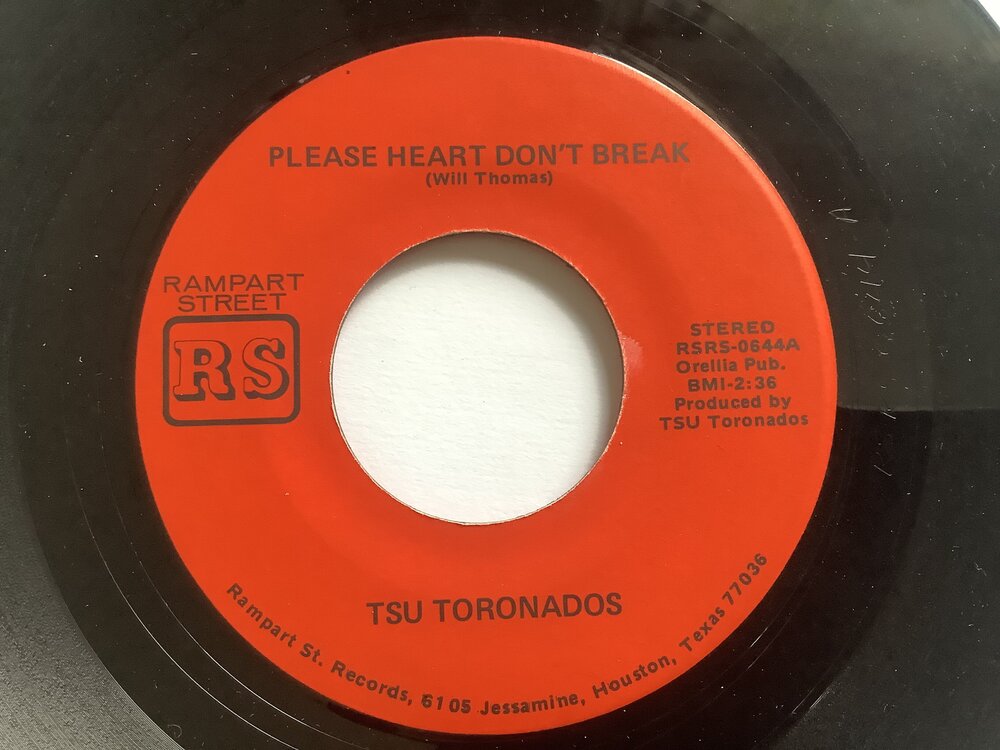 PLEASE HEART DON'T BREAK
(Will Thomas)
RAMPART
STREET
RS
STEREO
RSRS-0644A
Orellia Pub.
BMI-2:36
Produced by
TSU Toronados
TSU TORONADOS
Rampart St. Records, 6105 Jessamine, Houston, Texas 77036